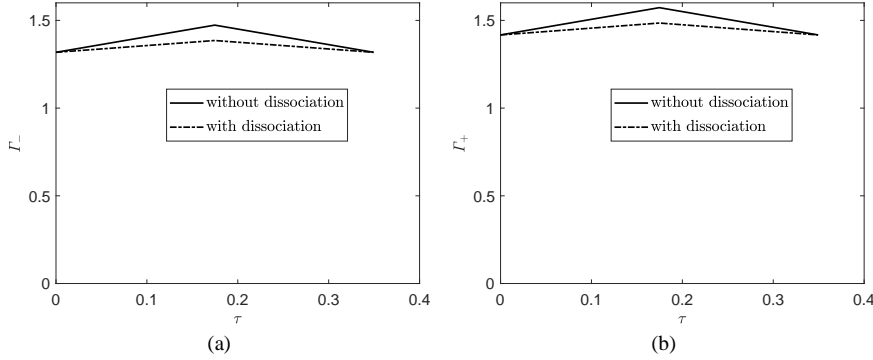 1.5
1
0.5
0
Γ₋
without dissociation
with dissociation
0 0.1 0.2 0.3 0.4
τ
(a)
1.5
1
0.5
0
Γ₊
without dissociation
with dissociation
0 0.1 0.2 0.3 0.4
τ
(b)